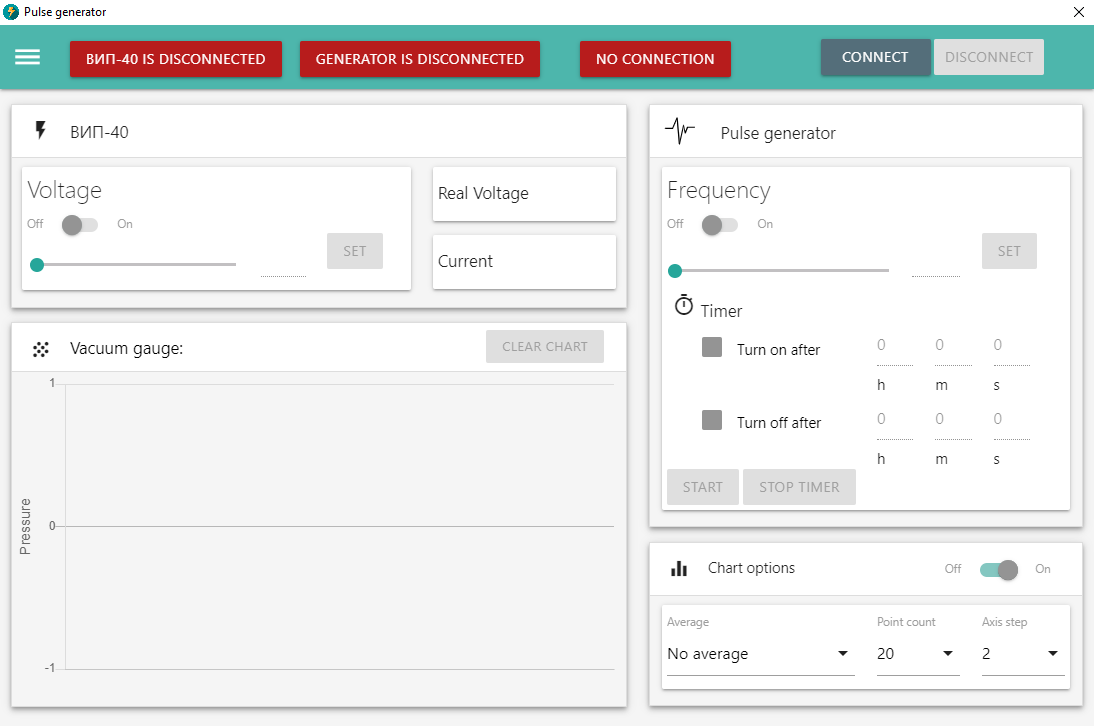 Pulse generator
ВИП-40 IS DISCONNECTED
GENERATOR IS DISCONNECTED
NO CONNECTION
CONNECT
DISCONNECT
ВИП-40
Voltage
Off
On
SET
Real Voltage
Current
Vacuum gauge:
CLEAR CHART
1
0
-1
Pressure
Pulse generator
Frequency
Off
On
SET
Timer
Turn on after
0 0 0
h m s
Turn off after
0 0 0
h m s
START
STOP TIMER
Chart options
Off
On
Average
Point count
Axis step
No average
20
2